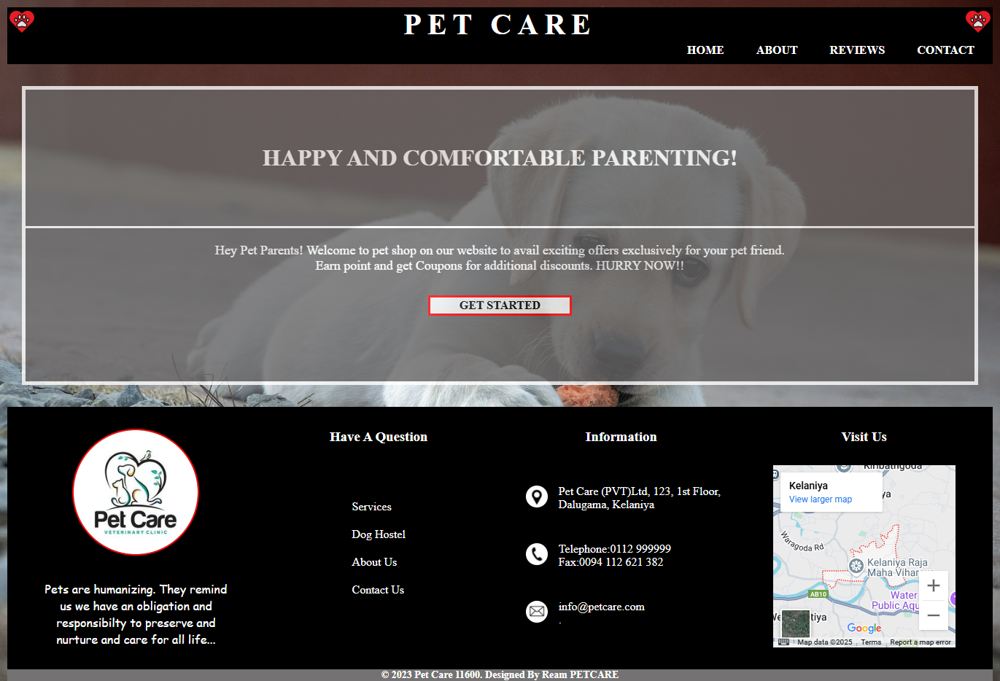 PET CARE
HOME ABOUT REVIEWS CONTACT
HAPPY AND COMFORTABLE PARENTING!
Hey Pet Parents! Welcome to pet shop on our website to avail exciting offers exclusively for your pet friend.
Earn point and get Coupons for additional discounts. HURRY NOW!!
GET STARTED
Pet Care
VETERINARY CLINIC
Pets are humanizing. They remind
us we have an obligation and
responsibilty to preserve and
nurture and care for all life...
Have A Question
Services
Dog Hostel
About Us
Contact Us
Information
Pet Care (PVT)Ltd, 123, 1st Floor,
Dalugama, Kelaniya
Telephone:0112 999999
Fax:0094 112 621 382
info@petcare.com
.
Visit Us
Kiribathgoda
Kelaniya
View larger map
Waragoda Rd
Kelaniya Raja
Maha Vihar
AB10
Water
Public Aqu
Google
Map data ©2025 Terms Report a map error
© 2023 Pet Care 11600. Designed By Ream PETCARE